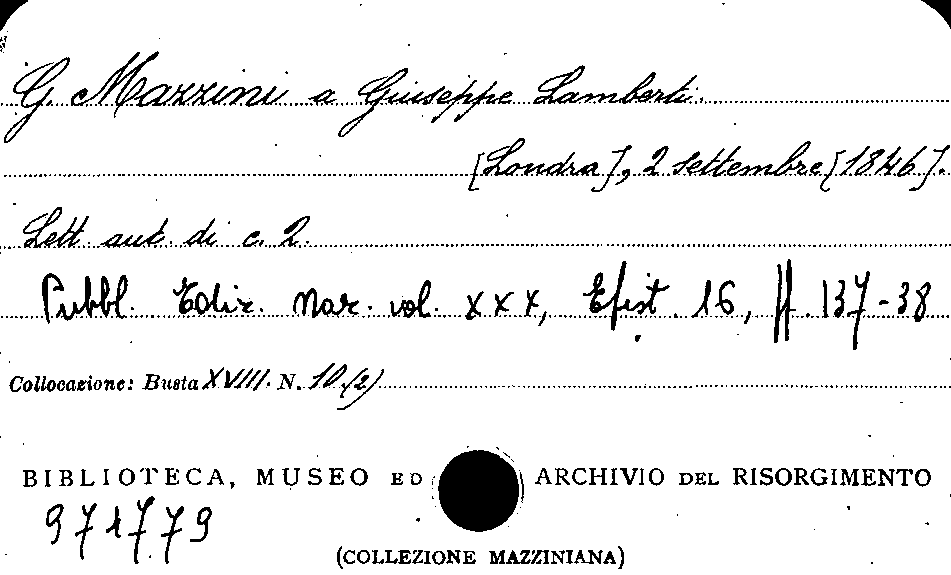 G. Mazzini a Giuseppe Lamberti.
[Londra], 2 settembre [1846].
Lett. aut. di c. 2.
Pubbl. Ediz. Naz. vol. XXX, Epist. 16, pp. 137-38
Collocazione: Busta XVIII. N. 10.(2)
BIBLIOTECA, MUSEO ED ARCHIVIO DEL RISORGIMENTO
971779
(COLLEZIONE MAZZINIANA)